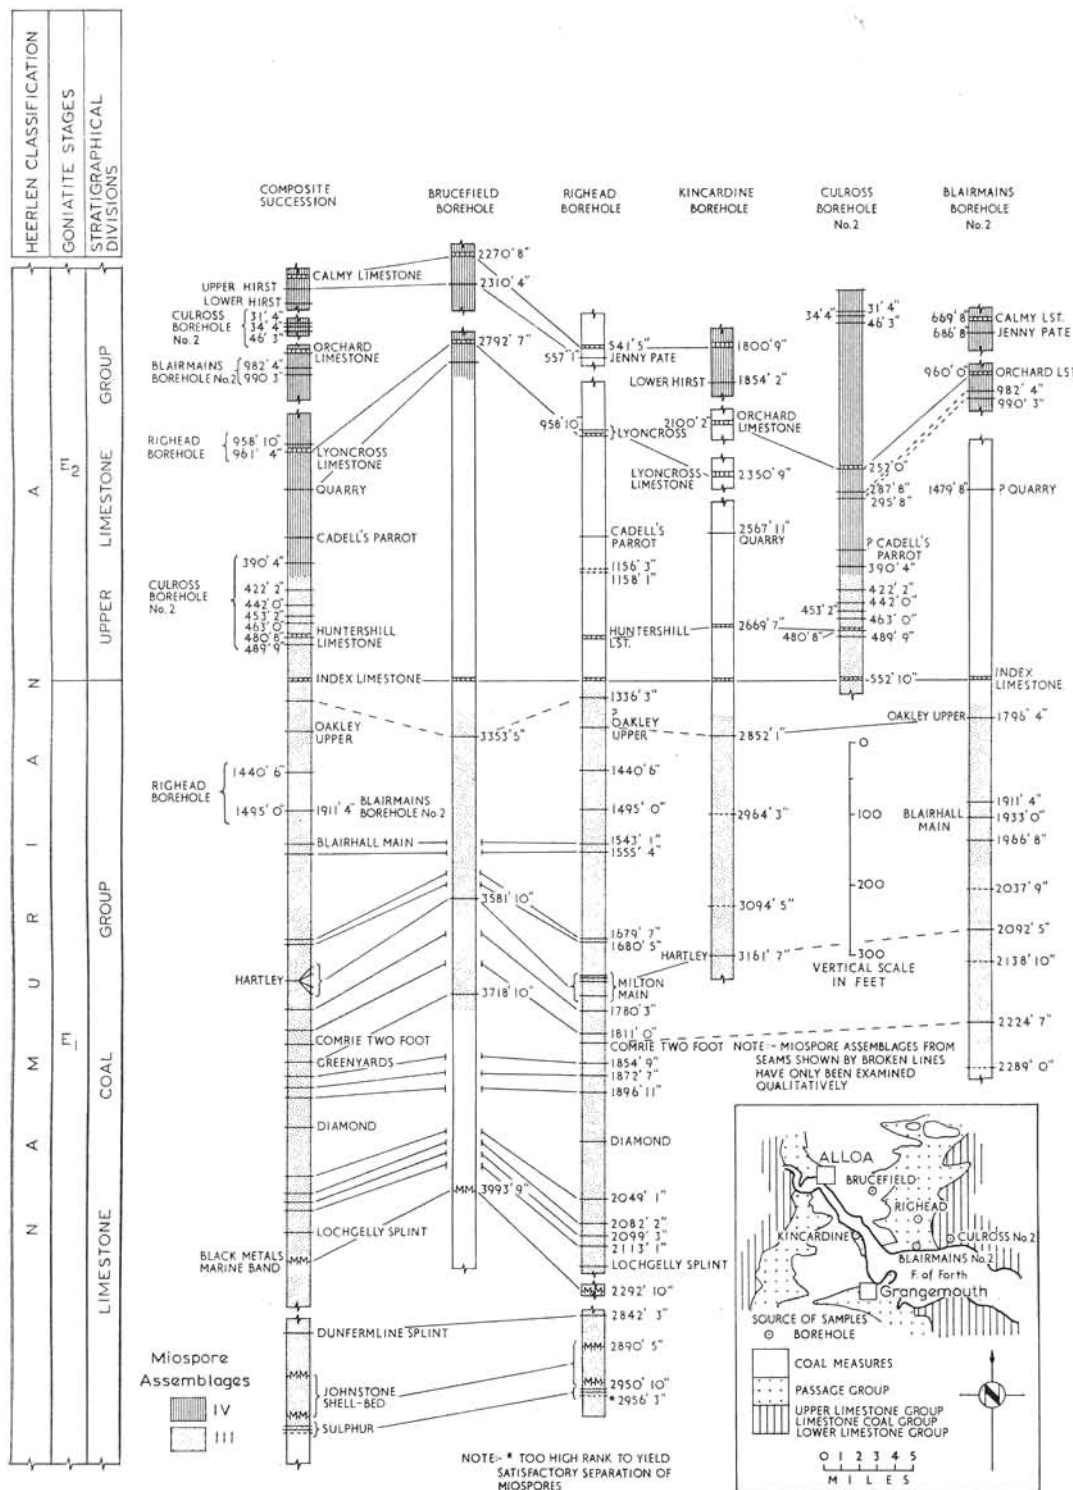 HEERLEN CLASSIFICATION
GONIATITE STAGES
STRATIGRAPHICAL
DIVISIONS
NAMURIAN A
E2
E1
UPPER LIMESTONE GROUP
LIMESTONE COAL GROUP
COMPOSITE
SUCCESSION
CALMY LIMESTONE
UPPER HIRST
LOWER HIRST
CULROSS
BOREHOLE
No.2
31' 4"
34' 4"
46' 3"
ORCHARD
LIMESTONE
BLAIRMAINS
BOREHOLE No.2
982' 4"
990' 3"
RIGHEAD
BOREHOLE
958' 10"
961' 4"
LYONCROSS
LIMESTONE
QUARRY
CADELL'S PARROT
CULROSS
BOREHOLE
No.2
390' 4"
422' 2"
442' 0"
453' 2"
463' 0"
480' 8"
489' 9"
HUNTERSHILL
LIMESTONE
INDEX LIMESTONE
OAKLEY
UPPER
RIGHEAD
BOREHOLE
1440' 6"
1495' 0"
1911' 4"
BLAIRMAINS
BOREHOLE No.2
BLAIRHALL MAIN
HARTLEY
COMRIE TWO FOOT
GREENYARDS
DIAMOND
LOCHGELLY SPLINT
BLACK METALS
MARINE BAND
DUNFERMLINE SPLINT
JOHNSTONE
SHELL-BED
SULPHUR
BRUCEFIELD
BOREHOLE
2270' 8"
2310' 4"
2792' 7"
3353' 5"
3581' 10"
3718' 10"
3993' 9"
RIGHEAD
BOREHOLE
541' 5"
557' 1"
JENNY PATE
958' 10"
LYONCROSS
CADELL'S
PARROT
1156' 3"
1158' 1"
HUNTERSHILL
LST.
1336' 3"
?
OAKLEY
UPPER
1440' 6"
1495' 0"
1543' 1"
1555' 4"
1679' 7"
1680' 5"
MILTON
MAIN
1780' 3"
1811' 0"
COMRIE TWO FOOT
1854' 9"
1872' 7"
1896' 11"
DIAMOND
2049' 1"
2082' 2"
2099' 3"
2113' 1"
LOCHGELLY SPLINT
2292' 10"
2842' 3"
2890' 5"
2950' 10"
* 2956' 3"
KINCARDINE
BOREHOLE
1800' 9"
LOWER HIRST
1854' 2"
2100' 2"
ORCHARD
LIMESTONE
LYONCROSS
LIMESTONE
2350' 9"
2567' 11"
QUARRY
2669' 7"
2852' 1"
2964' 3"
3094' 5"
HARTLEY
3161' 7"
CULROSS
BOREHOLE
No.2
31' 4"
34' 4"
46' 3"
252' 0"
287' 8"
295' 8"
? CADELL'S
PARROT
390' 4"
422' 2"
442' 0"
453' 2"
463' 0"
480' 8"
489' 9"
552' 10"
BLAIRMAINS
BOREHOLE
No.2
669' 8"
CALMY LST.
686' 8"
JENNY PATE
960' 0"
ORCHARD LST.
982' 4"
990' 3"
1479' 8"
? QUARRY
INDEX
LIMESTONE
OAKLEY UPPER
1796' 4"
1911' 4"
BLAIRHALL
MAIN
1933' 0"
1966' 8"
2037' 9"
2092' 5"
2138' 10"
2224' 7"
2289' 0"
0
100
200
300
VERTICAL SCALE
IN FEET
NOTE:- MIOSPORE ASSEMBLAGES FROM
SEAMS SHOWN BY BROKEN LINES
HAVE ONLY BEEN EXAMINED
QUALITATIVELY
Miospore
Assemblages
IV
III
NOTE:- * TOO HIGH RANK TO YIELD
SATISFACTORY SEPARATION OF
MIOSPORES
ALLOA
BRUCEFIELD
RIGHEAD
KINCARDINE
CULROSS No.2
BLAIRMAINS No.2
F. of Forth
Grangemouth
SOURCE OF SAMPLES
BOREHOLE
COAL MEASURES
PASSAGE GROUP
UPPER LIMESTONE GROUP
LIMESTONE COAL GROUP
LOWER LIMESTONE GROUP
0 1 2 3 4 5
MILES
N